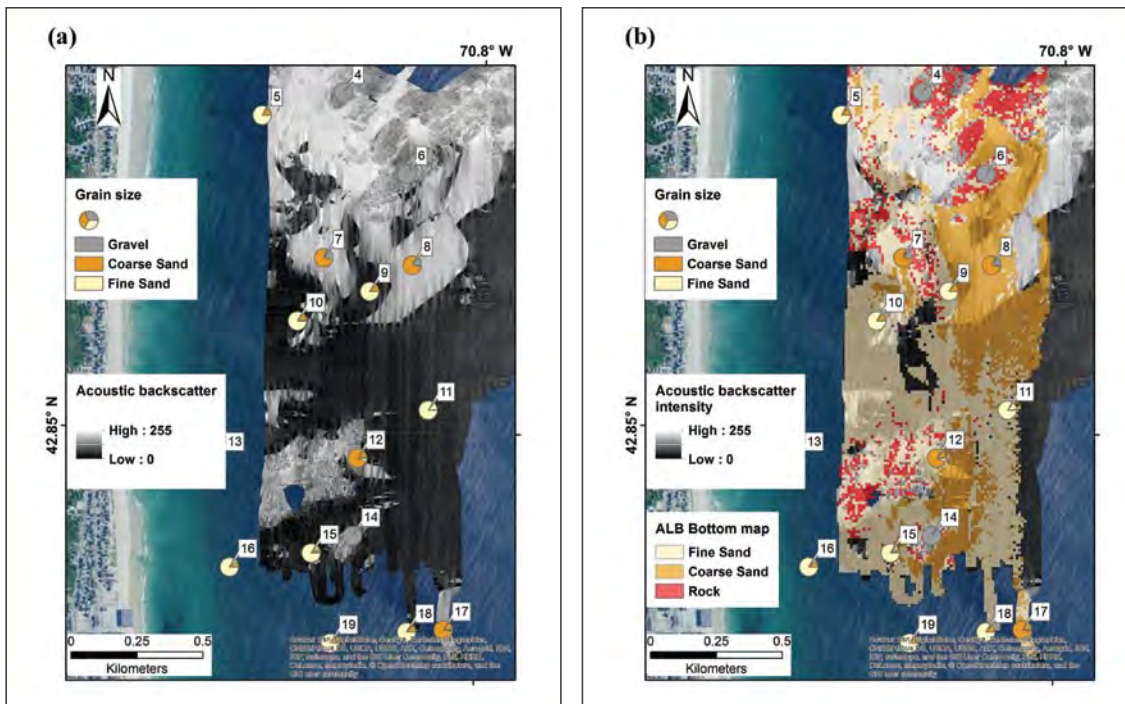 (a)
70.8° W
N
4
5
6
Grain size
Gravel
Coarse Sand
Fine Sand
7
8
9
10
Acoustic backscatter
High : 255
Low : 0
42.85° N
11
13
12
14
15
16
17
18
19
0 0.25 0.5
Kilometers
(b)
70.8° W
N
4
5
6
Grain size
Gravel
Coarse Sand
Fine Sand
7
8
9
10
Acoustic backscatter
intensity
High : 255
Low : 0
42.85° N
11
13
12
ALB Bottom map
Fine Sand
Coarse Sand
Rock
14
15
16
17
18
19
0 0.25 0.5
Kilometers